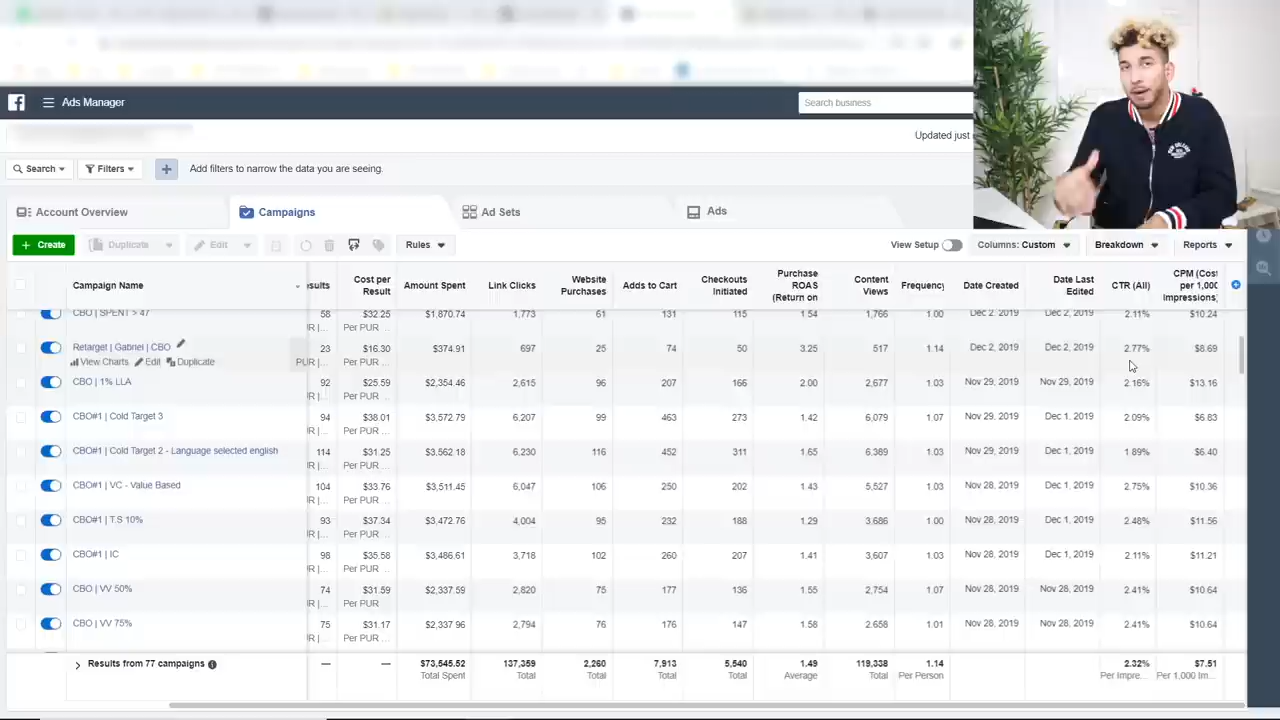 Ads Manager
Search business
Updated just
Search
Filters
Add filters to narrow the data you are seeing.
Account Overview
Campaigns
Ad Sets
Ads
+ Create
Duplicate
Edit
Rules
View Setup
Columns: Custom
Breakdown
Reports
Campaign Name
sults
Cost per Result
Amount Spent
Link Clicks
Website Purchases
Adds to Cart
Checkouts Initiated
Purchase ROAS (Return on
Content Views
Frequency
Date Created
Date Last Edited
CTR (All)
CPM (Cost per 1,000 Impressions)
CBO | SPENT > 47 58 $32.25 $1,870.74 1,773 61 131 115 1.54 1,766 1.00 Dec 2, 2019 Dec 2, 2019 2.11% $10.24
UR |... Per PUR ...
Retarget | Gabriel | CBO 23 $16.30 $374.91 697 25 74 50 3.25 517 1.14 Dec 2, 2019 Dec 2, 2019 2.77% $8.69
View Charts Edit Duplicate PUR |... Per PUR ...
CBO | 1% LLA 92 $25.59 $2,354.46 2,615 96 207 166 2.00 2,677 1.03 Nov 29, 2019 Nov 29, 2019 2.16% $13.16
UR |... Per PUR ...
CBO#1 | Cold Target 3 94 $38.01 $3,572.79 6,207 99 463 273 1.42 6,079 1.07 Nov 29, 2019 Dec 1, 2019 2.09% $6.83
UR |... Per PUR ...
CBO#1 | Cold Target 2 - Language selected english 114 $31.25 $3,562.18 6,230 116 452 311 1.65 6,389 1.03 Nov 29, 2019 Dec 1, 2019 1.89% $6.40
UR |... Per PUR ...
CBO#1 | VC - Value Based 104 $33.76 $3,511.45 6,047 106 250 202 1.43 5,527 1.03 Nov 28, 2019 Dec 1, 2019 2.75% $10.36
UR |... Per PUR ...
CBO#1 | T.S 10% 93 $37.34 $3,472.76 4,004 95 232 188 1.29 3,686 1.00 Nov 28, 2019 Dec 1, 2019 2.48% $11.56
UR |... Per PUR ...
CBO#1 | IC 98 $35.58 $3,486.61 3,718 102 260 207 1.41 3,607 1.03 Nov 28, 2019 Dec 1, 2019 2.11% $11.21
UR |... Per PUR ...
CBO | VV 50% 74 $31.59 $2,337.59 2,820 75 177 136 1.55 2,754 1.07 Nov 28, 2019 Nov 28, 2019 2.41% $10.64
UR |... Per PUR
CBO | VV 75% 75 $31.17 $2,337.96 2,794 76 176 147 1.58 2,658 1.01 Nov 28, 2019 Nov 28, 2019 2.41% $10.64
UR |... Per PUR ...
Results from 77 campaigns — — $73,545.52 137,359 2,260 7,913 5,540 1.49 119,338 1.14 2.32% $7.51
Total Spent Total Total Total Total Average Total Per Person Per Impre... Per 1,000 Im...